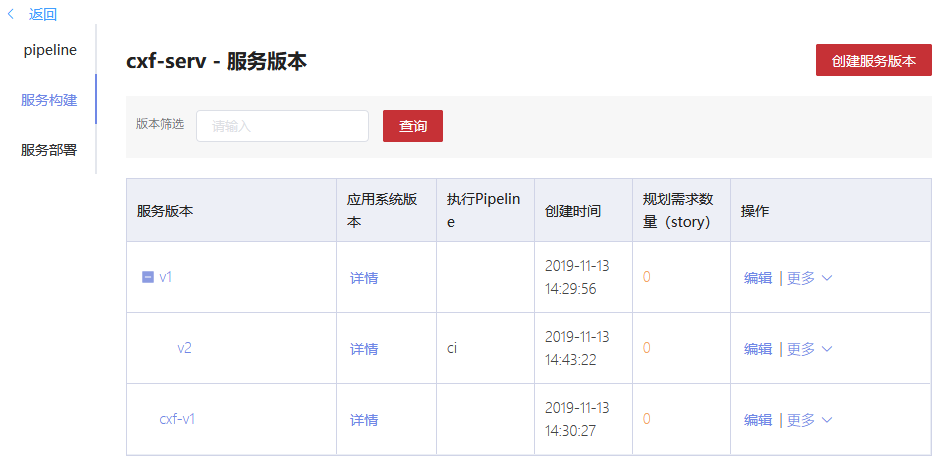 返回
pipeline
服务构建
服务部署
cxf-serv - 服务版本
创建服务版本
版本筛选
请输入
查询
服务版本
应用系统版
本
执行Pipelin
e
创建时间
规划需求数
量（story）
操作
v1
详情
2019-11-13
14:29:56
0
编辑 | 更多
v2
详情
ci
2019-11-13
14:43:22
0
编辑 | 更多
cxf-v1
详情
2019-11-13
14:30:27
0
编辑 | 更多